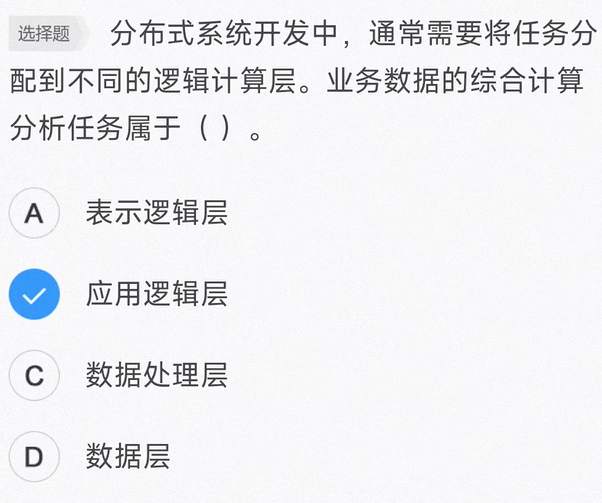 选择题 分布式系统开发中，通常需要将任务分
配到不同的逻辑计算层。业务数据的综合计算
分析任务属于（ ）。
A 表示逻辑层
应用逻辑层
C 数据处理层
D 数据层